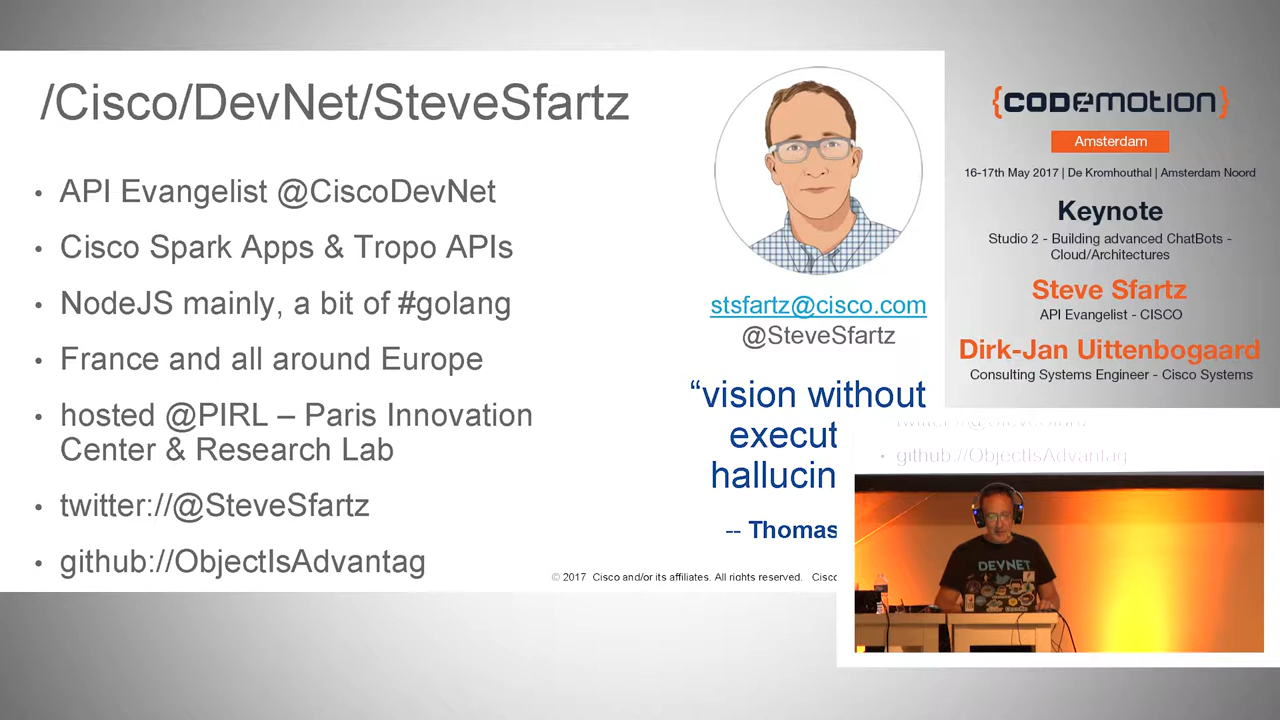 /Cisco/DevNet/SteveSfartz
• API Evangelist @CiscoDevNet
• Cisco Spark Apps & Tropo APIs
• NodeJS mainly, a bit of #golang
• France and all around Europe
• hosted @PIRL – Paris Innovation
Center & Research Lab
• twitter://@SteveSfartz
• github://ObjectIsAdvantag
stsfartz@cisco.com
@SteveSfartz
“vision without
execut
hallucin
-- Thomas
© 2017 Cisco and/or its affiliates. All rights reserved. Cisco
{CODEMOTION}
Amsterdam
16-17th May 2017 | De Kromhouthal | Amsterdam Noord
Keynote
Studio 2 - Building advanced ChatBots -
Cloud/Architectures
Steve Sfartz
API Evangelist - CISCO
Dirk-Jan Uittenbogaard
Consulting Systems Engineer - Cisco Systems
twitter://@SteveSfartz
• github://ObjectIsAdvantag
DEVNET